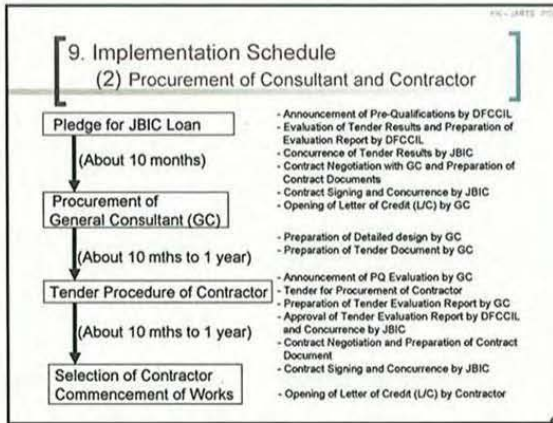 9. Implementation Schedule
(2) Procurement of Consultant and Contractor
Pledge for JBIC Loan
(About 10 months)
Procurement of
General Consultant (GC)
(About 10 mths to 1 year)
Tender Procedure of Contractor
(About 10 mths to 1 year)
Selection of Contractor
Commencement of Works
- Announcement of Pre-Qualifications by DFCCIL
- Evaluation of Tender Results and Preparation of
Evaluation Report by DFCCIL
- Concurrence of Tender Results by JBIC
- Contract Negotiation with GC and Preparation of
Contract Documents
- Contract Signing and Concurrence by JBIC
- Opening of Letter of Credit (L/C) by GC
- Preparation of Detailed design by GC
- Preparation of Tender Document by GC
- Announcement of PQ Evaluation by GC
- Tender for Procurement of Contractor
- Preparation of Tender Evaluation Report by GC
- Approval of Tender Evaluation Report by DFCCIL
and Concurrence by JBIC
- Contract Negotiation and Preparation of Contract
Document
- Contract Signing and Concurrence by JBIC
- Opening of Letter of Credit (L/C) by Contractor